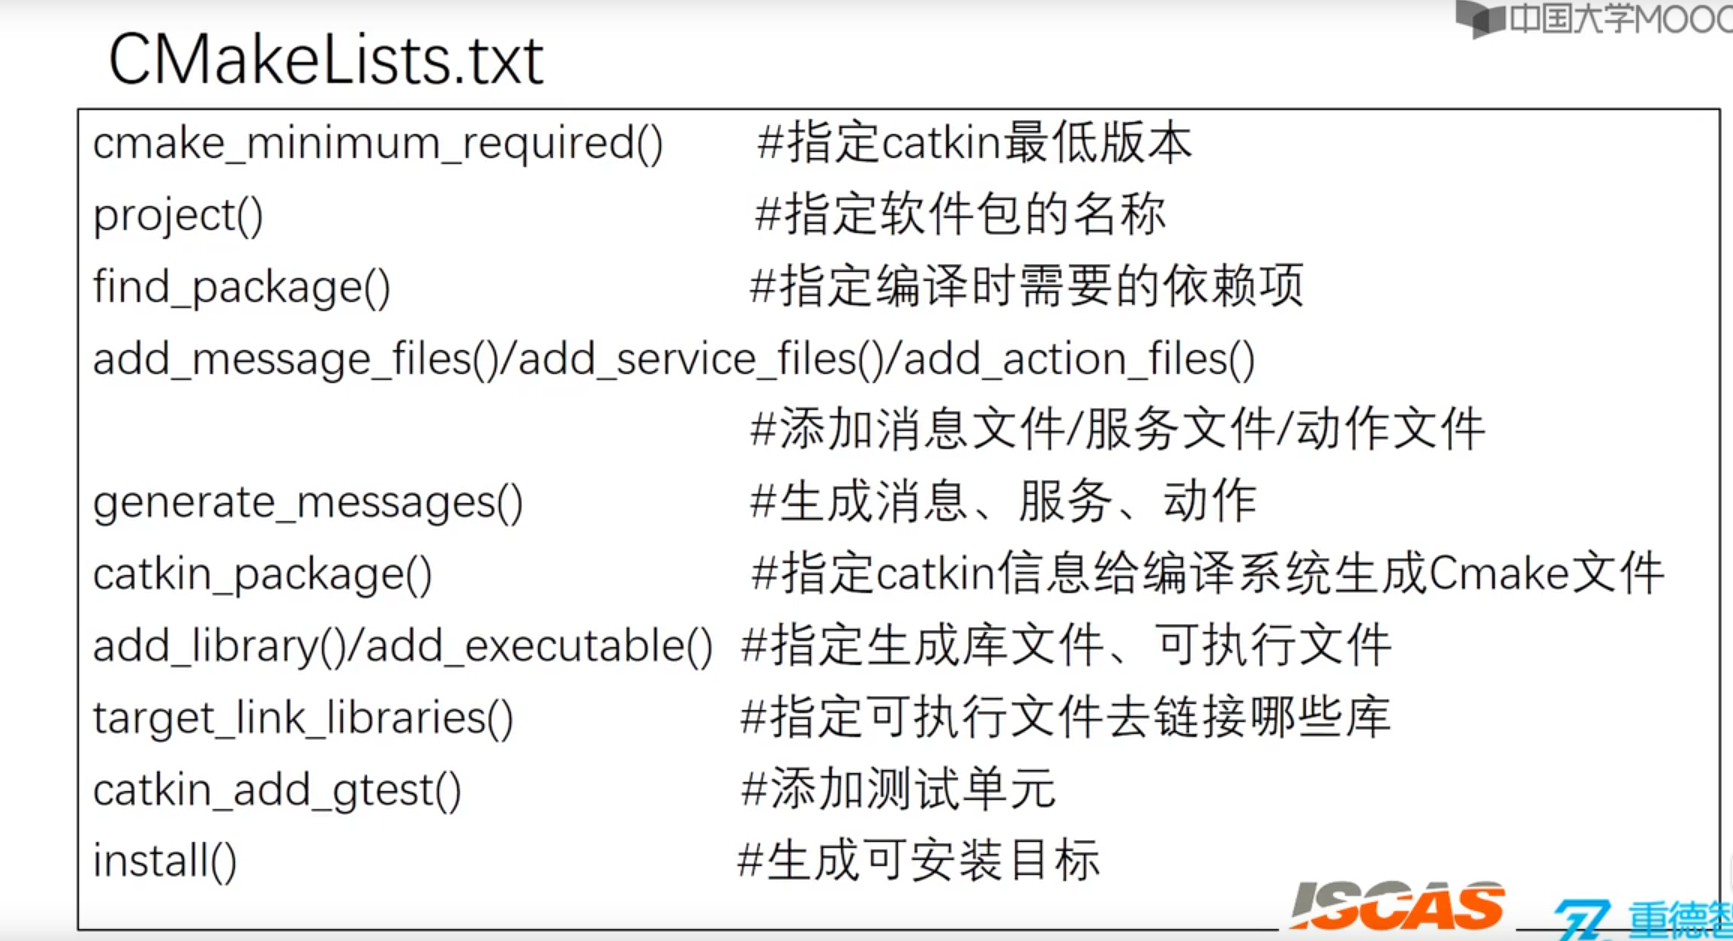 中国大学MOOC
CMakeLists.txt
cmake_minimum_required() #指定catkin最低版本
project() #指定软件包的名称
find_package() #指定编译时需要的依赖项
add_message_files()/add_service_files()/add_action_files()
#添加消息文件/服务文件/动作文件
generate_messages() #生成消息、服务、动作
catkin_package() #指定catkin信息给编译系统生成Cmake文件
add_library()/add_executable() #指定生成库文件、可执行文件
target_link_libraries() #指定可执行文件去链接哪些库
catkin_add_gtest() #添加测试单元
install() #生成可安装目标
ISCAS
重德智